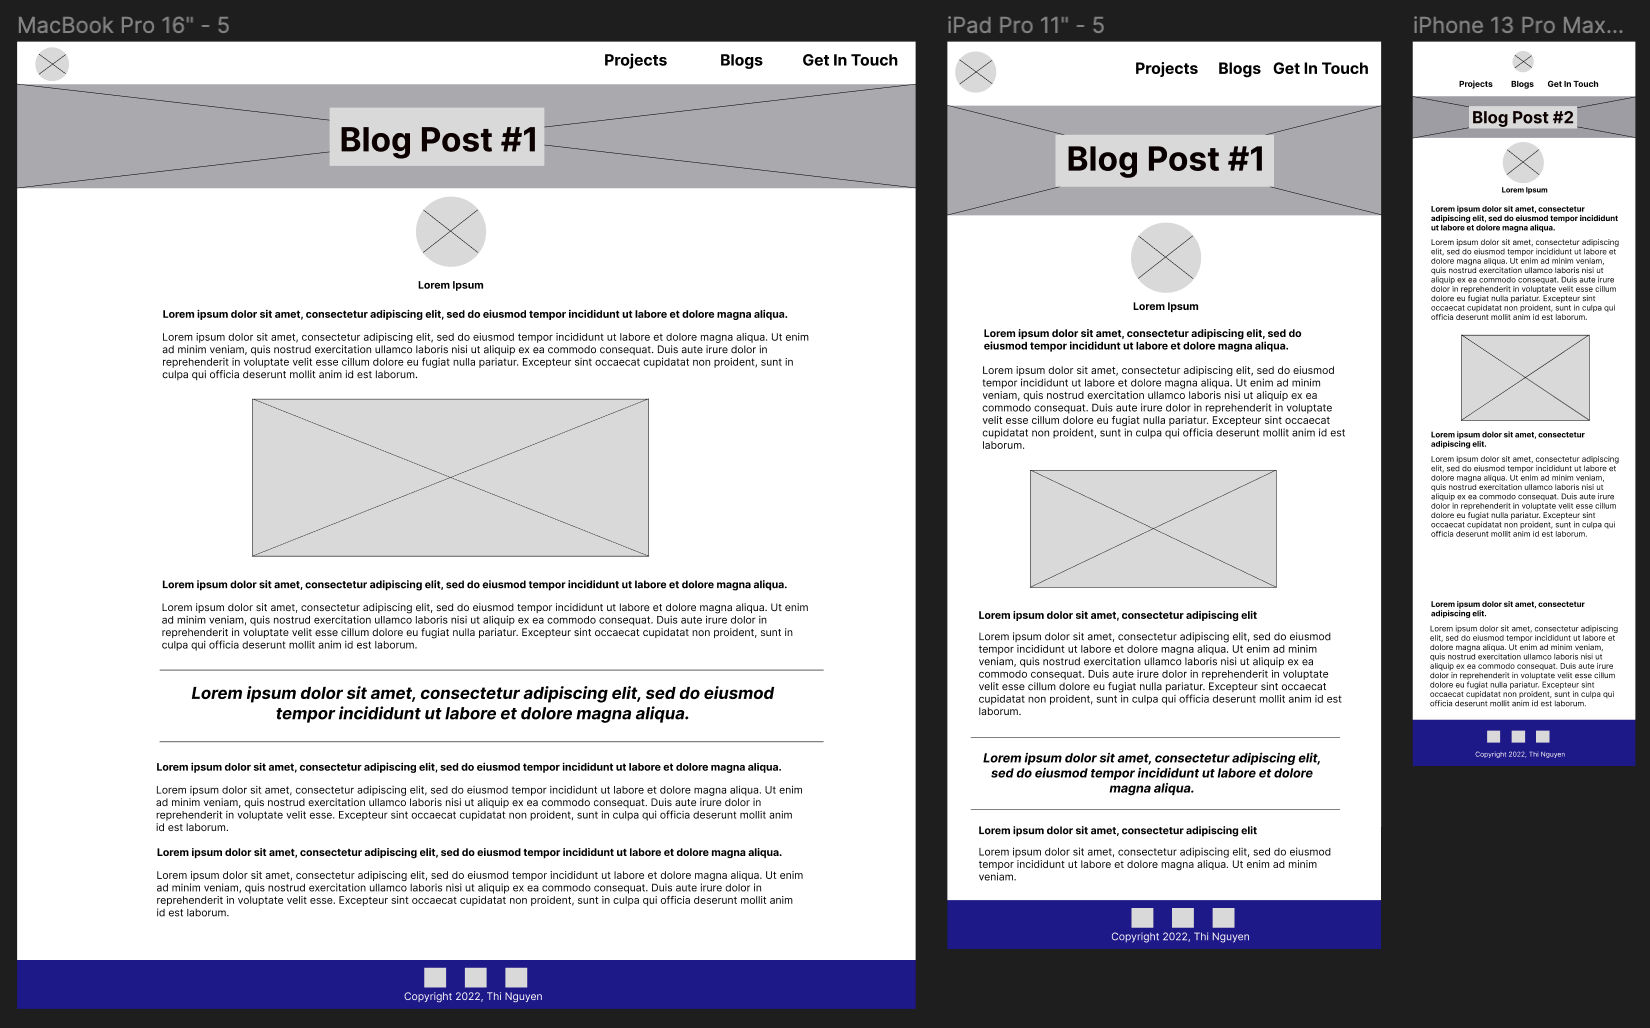 MacBook Pro 16" - 5
Projects Blogs Get In Touch
Blog Post #1
Lorem Ipsum
Lorem ipsum dolor sit amet, consectetur adipiscing elit, sed do eiusmod tempor incididunt ut labore et dolore magna aliqua.
Lorem ipsum dolor sit amet, consectetur adipiscing elit, sed do eiusmod tempor incididunt ut labore et dolore magna aliqua. Ut enim
ad minim veniam, quis nostrud exercitation ullamco laboris nisi ut aliquip ex ea commodo consequat. Duis aute irure dolor in
reprehenderit in voluptate velit esse cillum dolore eu fugiat nulla pariatur. Excepteur sint occaecat cupidatat non proident, sunt in
culpa qui officia deserunt mollit anim id est laborum.
Lorem ipsum dolor sit amet, consectetur adipiscing elit, sed do eiusmod tempor incididunt ut labore et dolore magna aliqua.
Lorem ipsum dolor sit amet, consectetur adipiscing elit, sed do eiusmod tempor incididunt ut labore et dolore magna aliqua. Ut enim
ad minim veniam, quis nostrud exercitation ullamco laboris nisi ut aliquip ex ea commodo consequat. Duis aute irure dolor in
reprehenderit in voluptate velit esse cillum dolore eu fugiat nulla pariatur. Excepteur sint occaecat cupidatat non proident, sunt in
culpa qui officia deserunt mollit anim id est laborum.
Lorem ipsum dolor sit amet, consectetur adipiscing elit, sed do eiusmod
tempor incididunt ut labore et dolore magna aliqua.
Lorem ipsum dolor sit amet, consectetur adipiscing elit, sed do eiusmod tempor incididunt ut labore et dolore magna aliqua.
Lorem ipsum dolor sit amet, consectetur adipiscing elit, sed do eiusmod tempor incididunt ut labore et dolore magna aliqua. Ut enim
ad minim veniam, quis nostrud exercitation ullamco laboris nisi ut aliquip ex ea commodo consequat. Duis aute irure dolor in
reprehenderit in voluptate velit esse. Excepteur sint occaecat cupidatat non proident, sunt in culpa qui officia deserunt mollit anim
id est laborum.
Lorem ipsum dolor sit amet, consectetur adipiscing elit, sed do eiusmod tempor incididunt ut labore et dolore magna aliqua.
Lorem ipsum dolor sit amet, consectetur adipiscing elit, sed do eiusmod tempor incididunt ut labore et dolore magna aliqua. Ut enim
ad minim veniam, quis nostrud exercitation ullamco laboris nisi ut aliquip ex ea commodo consequat. Duis aute irure dolor in
reprehenderit in voluptate velit esse. Excepteur sint occaecat cupidatat non proident, sunt in culpa qui officia deserunt mollit anim
id est laborum.
Copyright 2022, Thi Nguyen
iPad Pro 11" - 5
Projects Blogs Get In Touch
Blog Post #1
Lorem Ipsum
Lorem ipsum dolor sit amet, consectetur adipiscing elit, sed do
eiusmod tempor incididunt ut labore et dolore magna aliqua.
Lorem ipsum dolor sit amet, consectetur adipiscing elit, sed do eiusmod
tempor incididunt ut labore et dolore magna aliqua. Ut enim ad minim
veniam, quis nostrud exercitation ullamco laboris nisi ut aliquip ex ea
commodo consequat. Duis aute irure dolor in reprehenderit in voluptate
velit esse cillum dolore eu fugiat nulla pariatur. Excepteur sint occaecat
cupidatat non proident, sunt in culpa qui officia deserunt mollit anim id est
laborum.
Lorem ipsum dolor sit amet, consectetur adipiscing elit
Lorem ipsum dolor sit amet, consectetur adipiscing elit, sed do eiusmod
tempor incididunt ut labore et dolore magna aliqua. Ut enim ad minim
veniam, quis nostrud exercitation ullamco laboris nisi ut aliquip ex ea
commodo consequat. Duis aute irure dolor in reprehenderit in voluptate
velit esse cillum dolore eu fugiat nulla pariatur. Excepteur sint occaecat
cupidatat non proident, sunt in culpa qui officia deserunt mollit anim id est
laborum.
Lorem ipsum dolor sit amet, consectetur adipiscing elit,
sed do eiusmod tempor incididunt ut labore et dolore
magna aliqua.
Lorem ipsum dolor sit amet, consectetur adipiscing elit
Lorem ipsum dolor sit amet, consectetur adipiscing elit, sed do eiusmod
tempor incididunt ut labore et dolore magna aliqua. Ut enim ad minim
veniam.
Copyright 2022, Thi Nguyen
iPhone 13 Pro Max...
Projects Blogs Get In Touch
Blog Post #2
Lorem Ipsum
Lorem ipsum dolor sit amet, consectetur
adipiscing elit, sed do eiusmod tempor incididunt
ut labore et dolore magna aliqua.
Lorem ipsum dolor sit amet, consectetur adipiscing
elit, sed do eiusmod tempor incididunt ut labore et
dolore magna aliqua. Ut enim ad minim veniam,
quis nostrud exercitation ullamco laboris nisi ut
aliquip ex ea commodo consequat. Duis aute irure
dolor in reprehenderit in voluptate velit esse cillum
dolore eu fugiat nulla pariatur. Excepteur sint
occaecat cupidatat non proident, sunt in culpa qui
officia deserunt mollit anim id est laborum.
Lorem ipsum dolor sit amet, consectetur
adipiscing elit.
Lorem ipsum dolor sit amet, consectetur adipiscing
elit, sed do eiusmod tempor incididunt ut labore et
dolore magna aliqua. Ut enim ad minim veniam,
quis nostrud exercitation ullamco laboris nisi ut
aliquip ex ea commodo consequat. Duis aute irure
dolor in reprehenderit in voluptate velit esse cillum
dolore eu fugiat nulla pariatur. Excepteur sint
occaecat cupidatat non proident, sunt in culpa qui
officia deserunt mollit anim id est laborum.
Lorem ipsum dolor sit amet, consectetur
adipiscing elit.
Lorem ipsum dolor sit amet, consectetur adipiscing
elit, sed do eiusmod tempor incididunt ut labore et
dolore magna aliqua. Ut enim ad minim veniam,
quis nostrud exercitation ullamco laboris nisi ut
aliquip ex ea commodo consequat. Duis aute irure
dolor in reprehenderit in voluptate velit esse cillum
dolore eu fugiat nulla pariatur. Excepteur sint
occaecat cupidatat non proident, sunt in culpa qui
officia deserunt mollit anim id est laborum.
Copyright 2022, Thi Nguyen